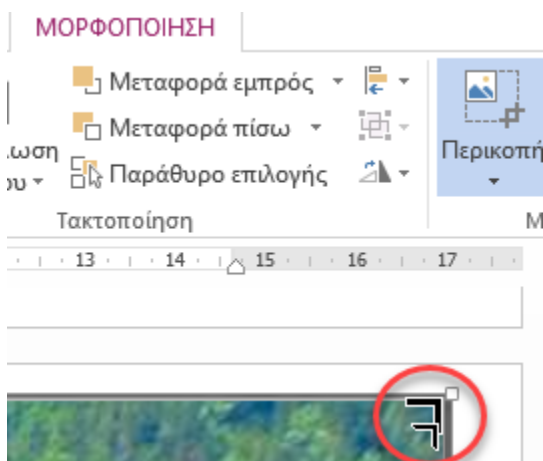 ΜΟΡΦΟΠΟΙΗΣΗ
Μεταφορά εμπρός
Μεταφορά πίσω
Παράθυρο επιλογής
Περικοπή
Τακτοποίηση
13 14 15 16 17